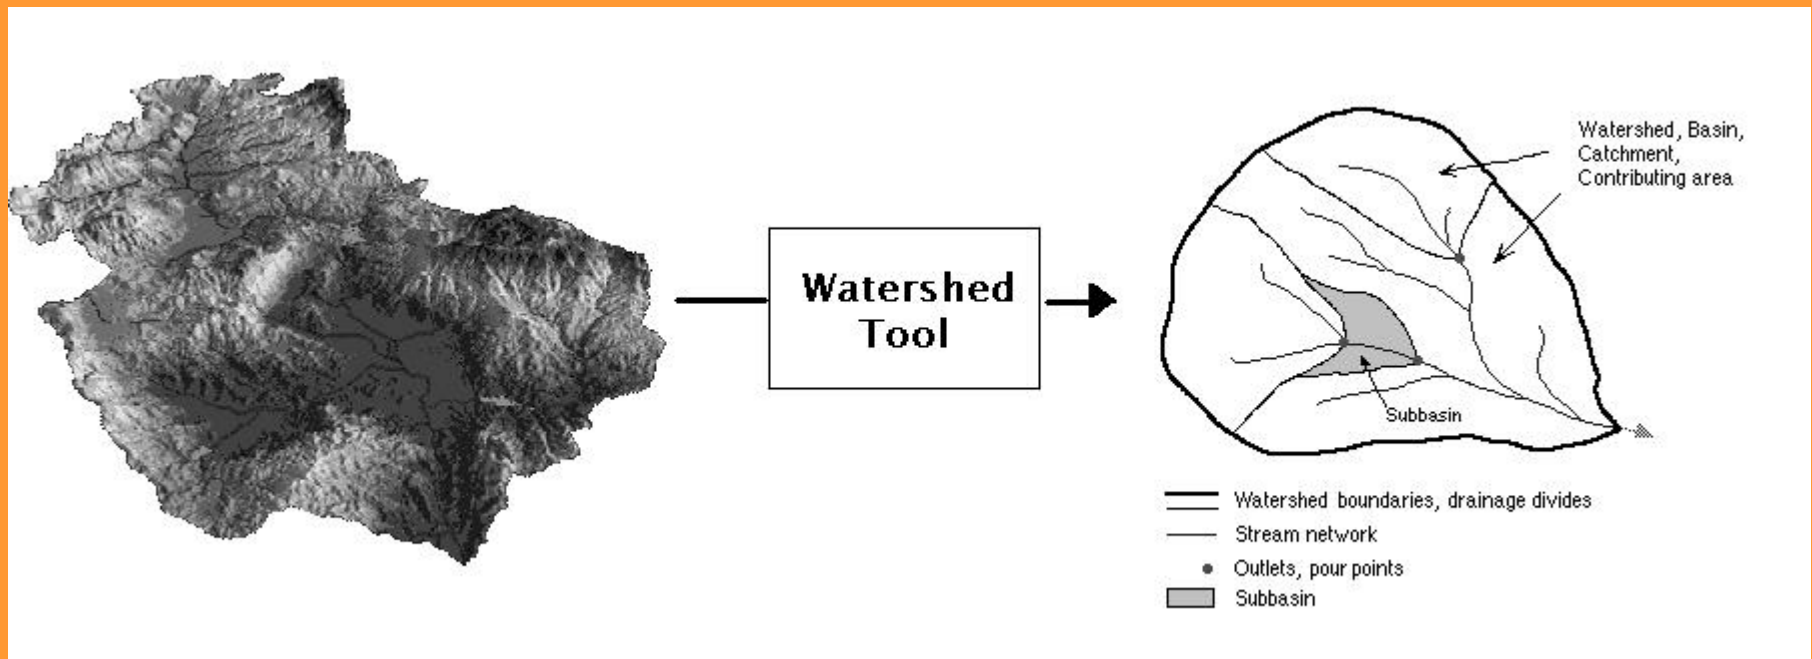 Watershed
Tool
Watershed, Basin,
Catchment,
Contributing area
Subbasin
Watershed boundaries, drainage divides
Stream network
Outlets, pour points
Subbasin